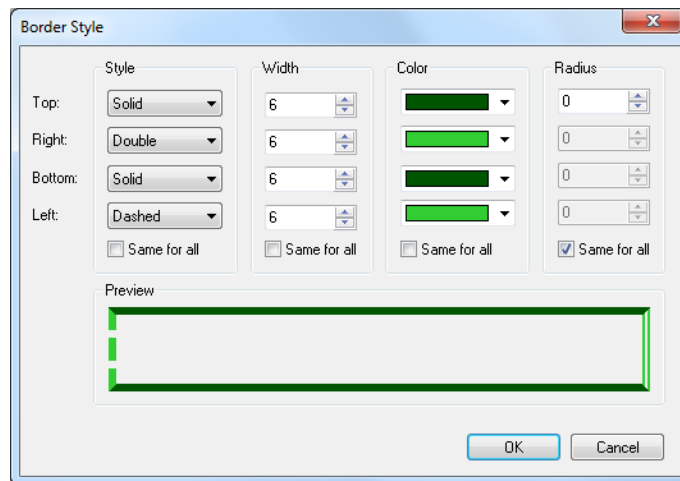 Border Style
Style Width Color Radius
Top: Solid 6 0
Right: Double 6 0
Bottom: Solid 6 0
Left: Dashed 6 0
Same for all Same for all Same for all Same for all
Preview
OK Cancel